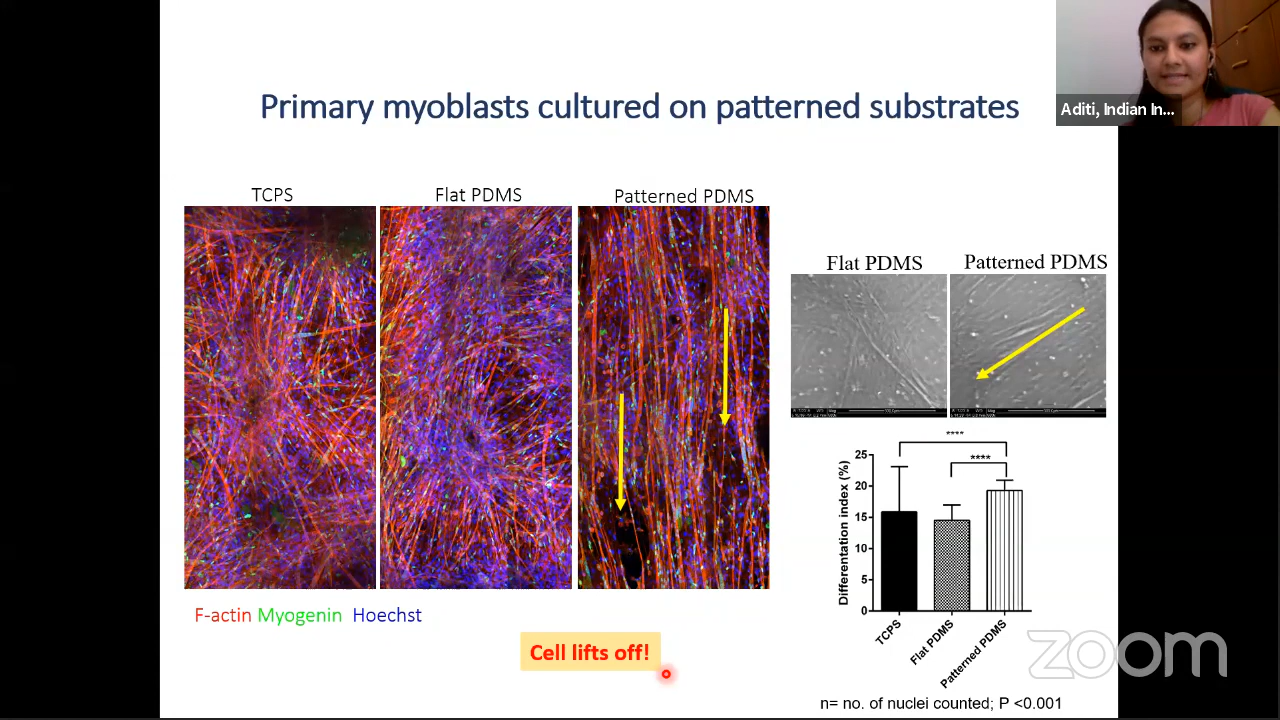 Primary myoblasts cultured on patterned substrates
Aditi, Indian In...
TCPS
Flat PDMS
Patterned PDMS
Flat PDMS
Patterned PDMS
****
****
Differentation index (%)
25
20
15
10
5
0
TCPS
Flat PDMS
Patterned PDMS
F-actin Myogenin Hoechst
Cell lifts off!
zoom
n= no. of nuclei counted; P <0.001